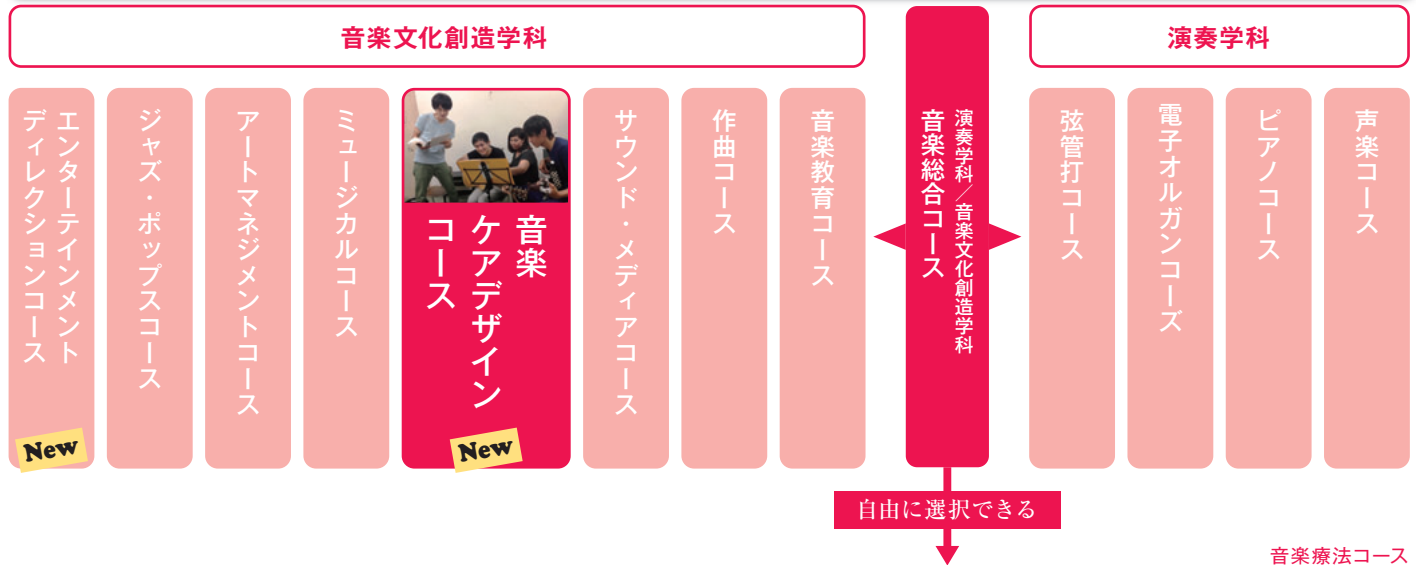 音楽文化創造学科
演奏学科
エンターテインメント
ディレクションコース
New
ジャズ・ポップスコース
アートマネジメントコース
ミュージカルコース
音楽
ケアデザイン
コース
New
サウンド・メディアコース
作曲コース
音楽教育コース
演奏学科／音楽文化創造学科
音楽総合コース
弦管打コース
電子オルガンコーズ
ピアノコース
声楽コース
自由に選択できる
音楽療法コース